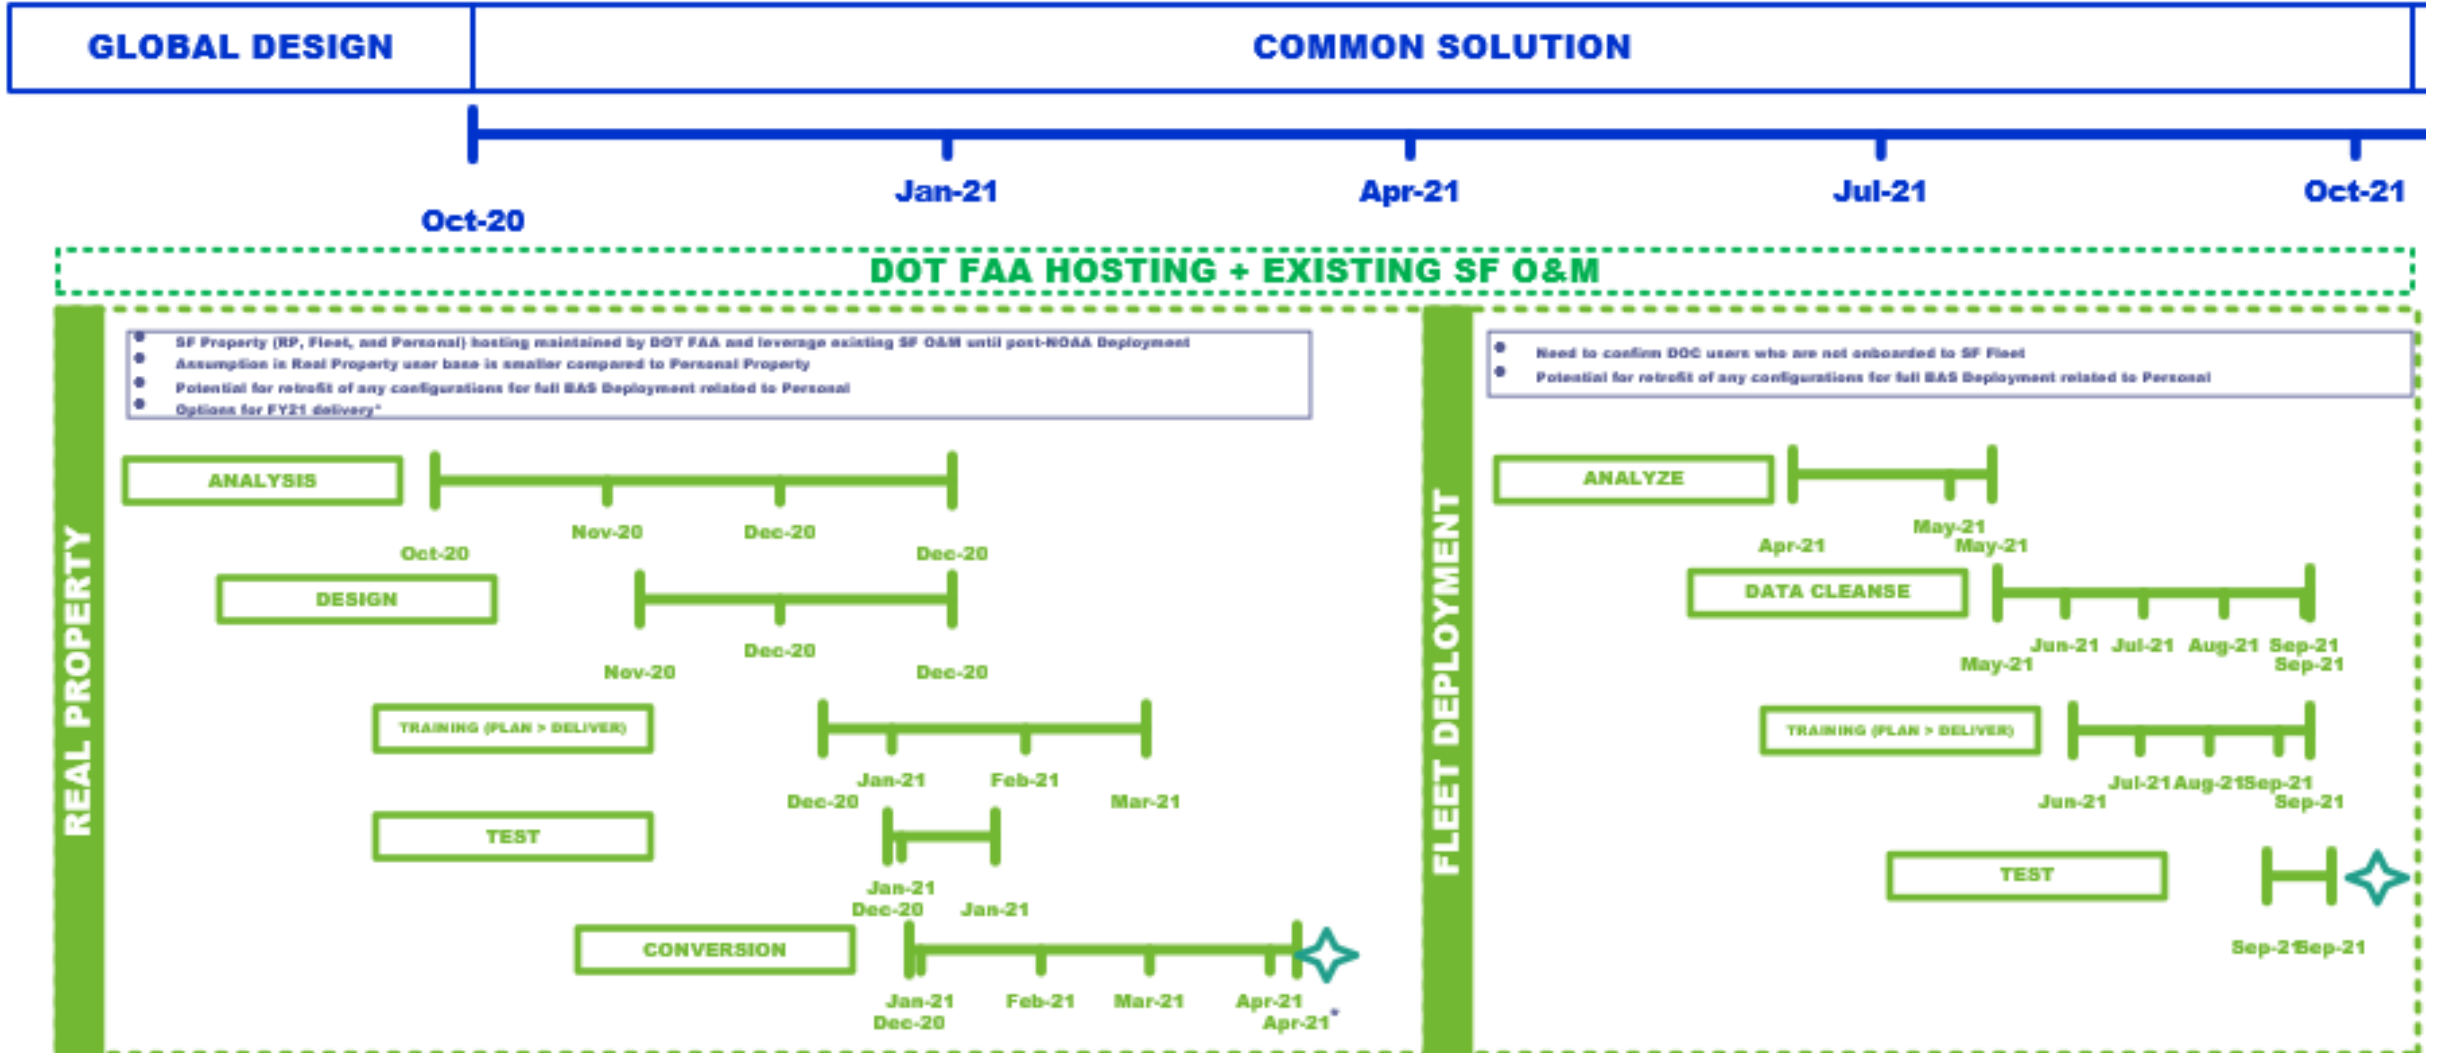 GLOBAL DESIGN
COMMON SOLUTION
Oct-20
Jan-21
Apr-21
Jul-21
Oct-21
DOT FAA HOSTING + EXISTING SF O&M
REAL PROPERTY
SF Property (RP, Fleet, and Personal) hosting maintained by DOT FAA and leverage existing SF O&M until post-NOAA Deployment
Assumption in Real Property user base is smaller compared to Personal Property
Potential for retrofit of any configurations for full BAS Deployment related to Personal
Options for FY21 delivery*
ANALYSIS
Oct-20
Nov-20
Dec-20
Dec-20
DESIGN
Nov-20
Dec-20
Dec-20
TRAINING (PLAN > DELIVER)
Dec-20
Jan-21
Feb-21
Mar-21
TEST
Jan-21
Dec-20
Jan-21
CONVERSION
Jan-21
Dec-20
Feb-21
Mar-21
Apr-21
Apr-21*
FLEET DEPLOYMENT
Need to confirm DOC users who are not onboarded to SF Fleet
Potential for retrofit of any configurations for full BAS Deployment related to Personal
ANALYZE
Apr-21
May-21
May-21
DATA CLEANSE
May-21
Jun-21
Jul-21
Aug-21
Sep-21
Sep-21
TRAINING (PLAN > DELIVER)
Jun-21
Jul-21
Aug-21
Sep-21
Sep-21
TEST
Sep-21
Sep-21